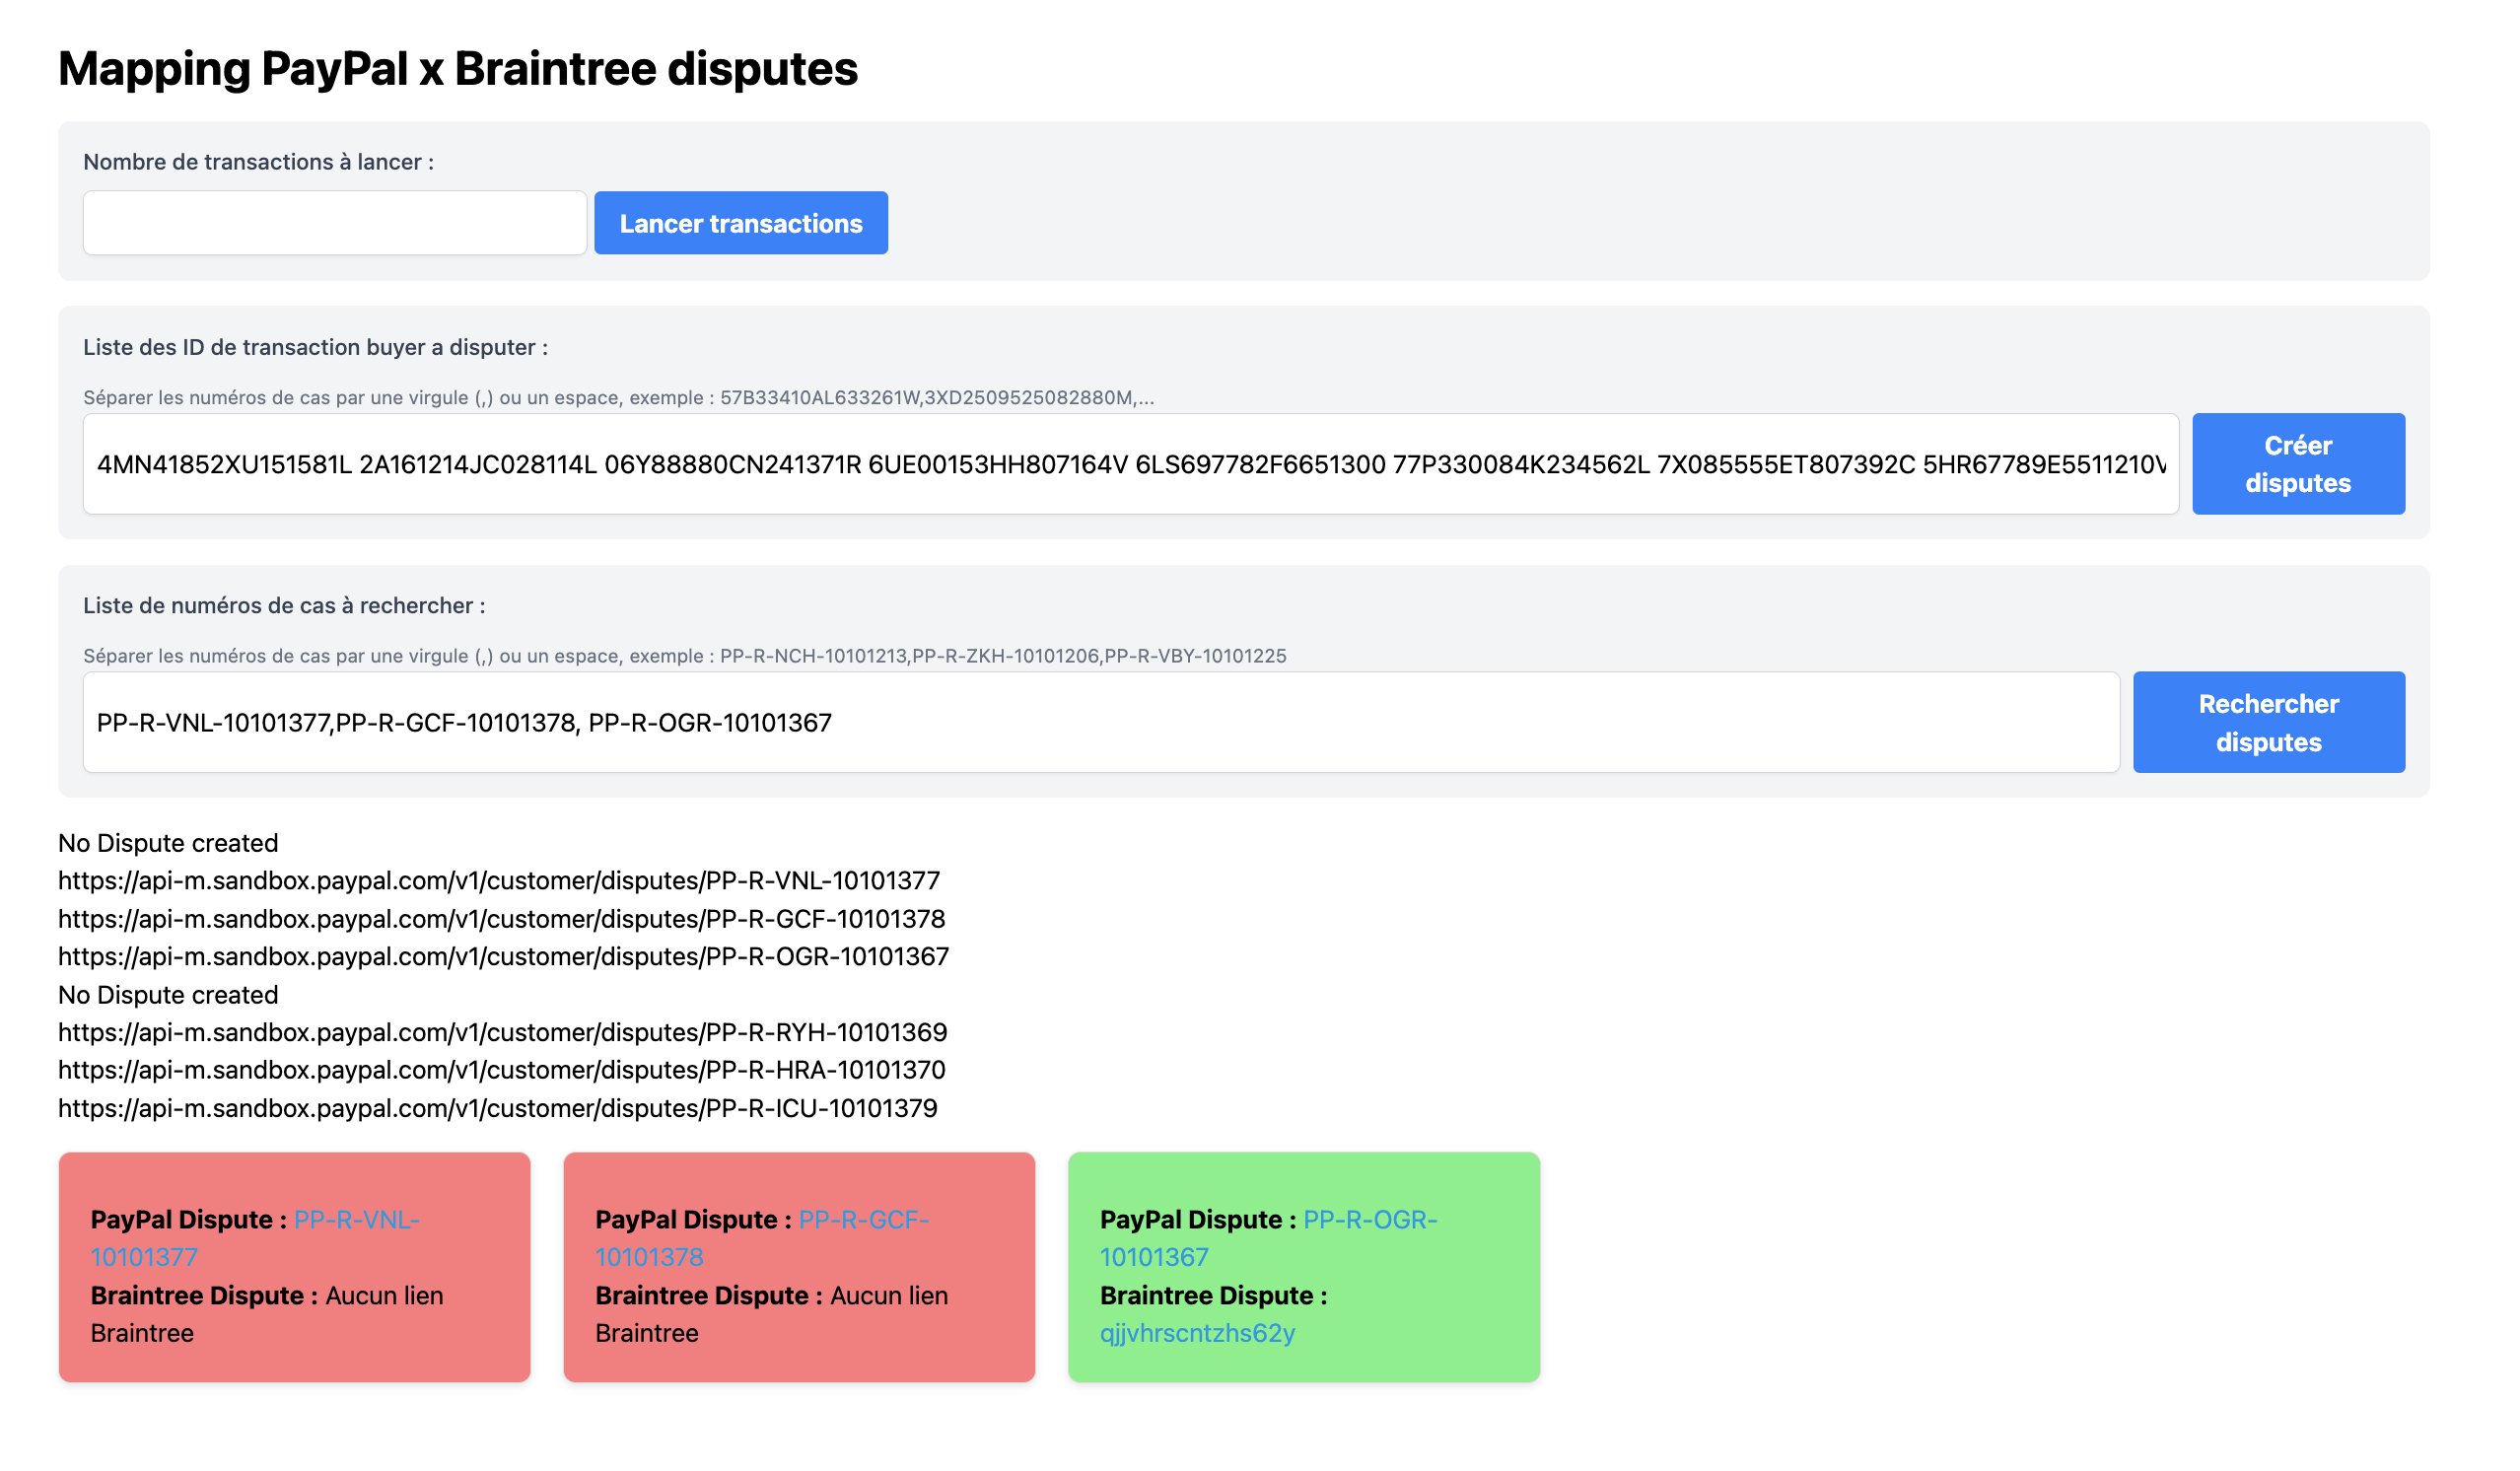 Mapping PayPal x Braintree disputes
Nombre de transactions à lancer :
Lancer transactions
Liste des ID de transaction buyer a disputer :
Séparer les numéros de cas par une virgule (,) ou un espace, exemple : 57B33410AL633261W,3XD2509525082880M,...
4MN41852XU151581L 2A161214JC028114L 06Y88880CN241371R 6UE00153HH807164V 6LS697782F6651300 77P330084K234562L 7X085555ET807392C 5HR67789E5511210V
Créer
disputes
Liste de numéros de cas à rechercher :
Séparer les numéros de cas par une virgule (,) ou un espace, exemple : PP-R-NCH-10101213,PP-R-ZKH-10101206,PP-R-VBY-10101225
PP-R-VNL-10101377,PP-R-GCF-10101378, PP-R-OGR-10101367
Rechercher
disputes
No Dispute created
https://api-m.sandbox.paypal.com/v1/customer/disputes/PP-R-VNL-10101377
https://api-m.sandbox.paypal.com/v1/customer/disputes/PP-R-GCF-10101378
https://api-m.sandbox.paypal.com/v1/customer/disputes/PP-R-OGR-10101367
No Dispute created
https://api-m.sandbox.paypal.com/v1/customer/disputes/PP-R-RYH-10101369
https://api-m.sandbox.paypal.com/v1/customer/disputes/PP-R-HRA-10101370
https://api-m.sandbox.paypal.com/v1/customer/disputes/PP-R-ICU-10101379
PayPal Dispute : PP-R-VNL-
10101377
Braintree Dispute : Aucun lien
Braintree
PayPal Dispute : PP-R-GCF-
10101378
Braintree Dispute : Aucun lien
Braintree
PayPal Dispute : PP-R-OGR-
10101367
Braintree Dispute :
qjjvhrscntzhs62y